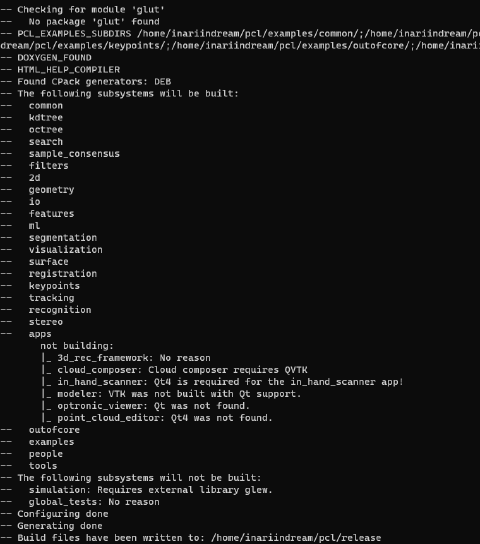 -- Checking for module 'glut'
--   No package 'glut' found
-- PCL_EXAMPLES_SUBDIRS /home/inariindream/pcl/examples/common/;/home/inariindream/
dream/pcl/examples/keypoints/;/home/inariindream/pcl/examples/outofcore/;/home/inarii
-- DOXYGEN_FOUND
-- HTML_HELP_COMPILER
-- Found CPack generators: DEB
-- The following subsystems will be built:
--   common
--   kdtree
--   octree
--   search
--   sample_consensus
--   filters
--   2d
--   geometry
--   io
--   features
--   ml
--   segmentation
--   visualization
--   surface
--   registration
--   keypoints
--   tracking
--   recognition
--   stereo
--   apps
       not building:
       |_ 3d_rec_framework: No reason
       |_ cloud_composer: Cloud composer requires QVTK
       |_ in_hand_scanner: Qt4 is required for the in_hand_scanner app!
       |_ modeler: VTK was not built with Qt support.
       |_ optronic_viewer: Qt was not found.
       |_ point_cloud_editor: Qt4 was not found.
--   outofcore
--   examples
--   people
--   tools
-- The following subsystems will not be built:
--   simulation: Requires external library glew.
--   global_tests: No reason
-- Configuring done
-- Generating done
-- Build files have been written to: /home/inariindream/pcl/release